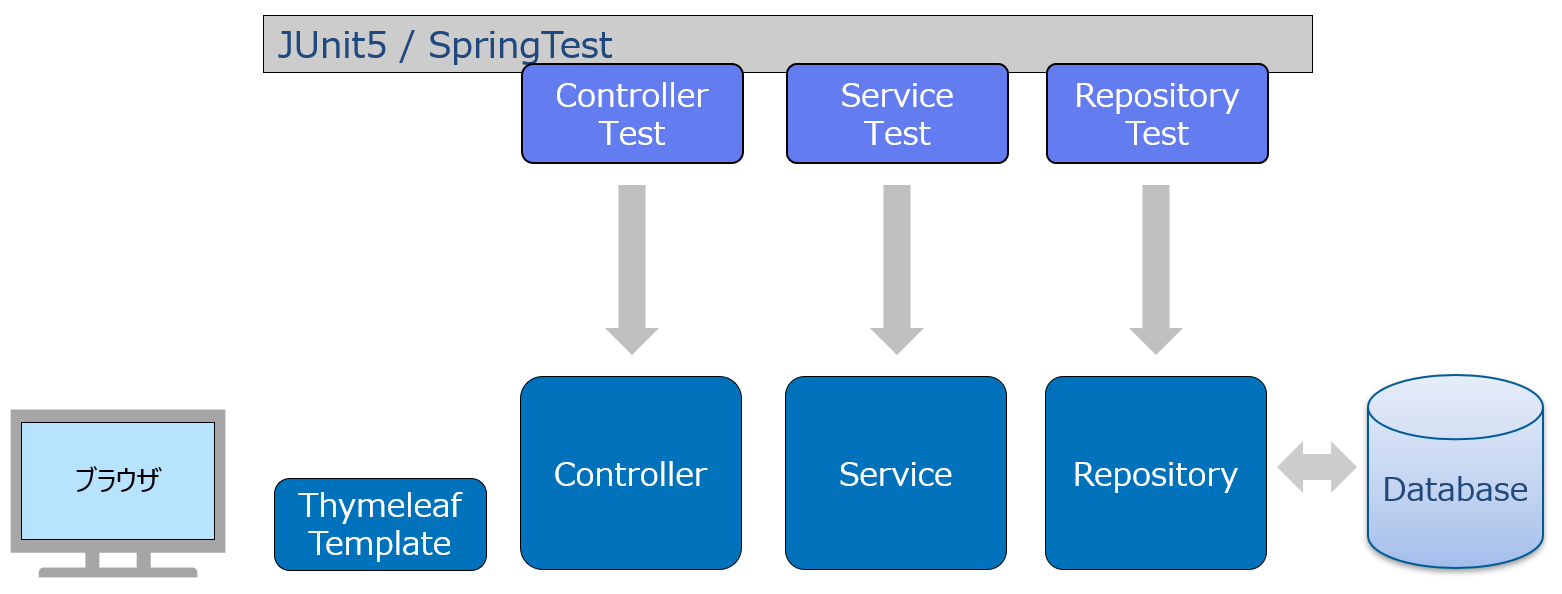 JUnit5 / SpringTest
Controller
Test
Service
Test
Repository
Test
ブラウザ
Thymeleaf
Template
Controller
Service
Repository
Database